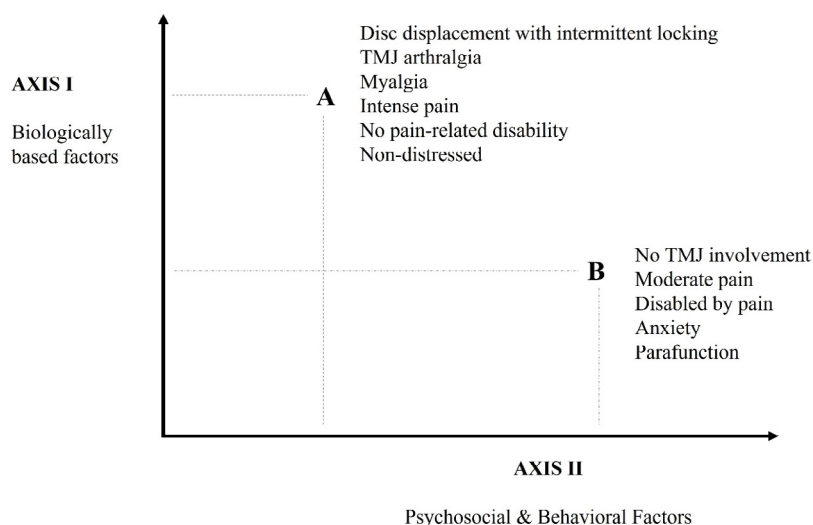 Disc displacement with intermittent locking
TMJ arthralgia
Myalgia
Intense pain
No pain-related disability
Non-distressed
AXIS I
Biologically
based factors
A
B
No TMJ involvement
Moderate pain
Disabled by pain
Anxiety
Parafunction
AXIS II
Psychosocial & Behavioral Factors